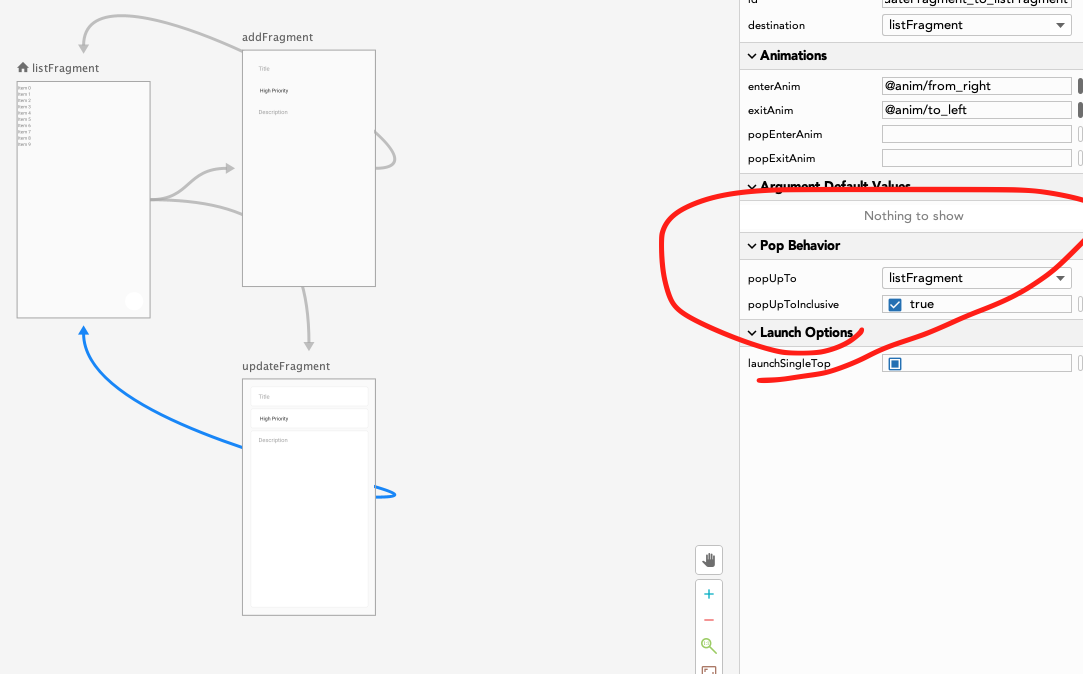 id
dateFragment_to_listFragment
destination
listFragment
Animations
enterAnim
@anim/from_right
exitAnim
@anim/to_left
popEnterAnim
popExitAnim
Argument Default Values
Nothing to show
Pop Behavior
popUpTo
listFragment
popUpToInclusive
true
Launch Options
launchSingleTop
listFragment
Item 0
Item 1
Item 2
Item 3
Item 4
Item 5
Item 6
Item 7
Item 8
Item 9
addFragment
Title
High Priority
Description
updateFragment
Title
High Priority
Description